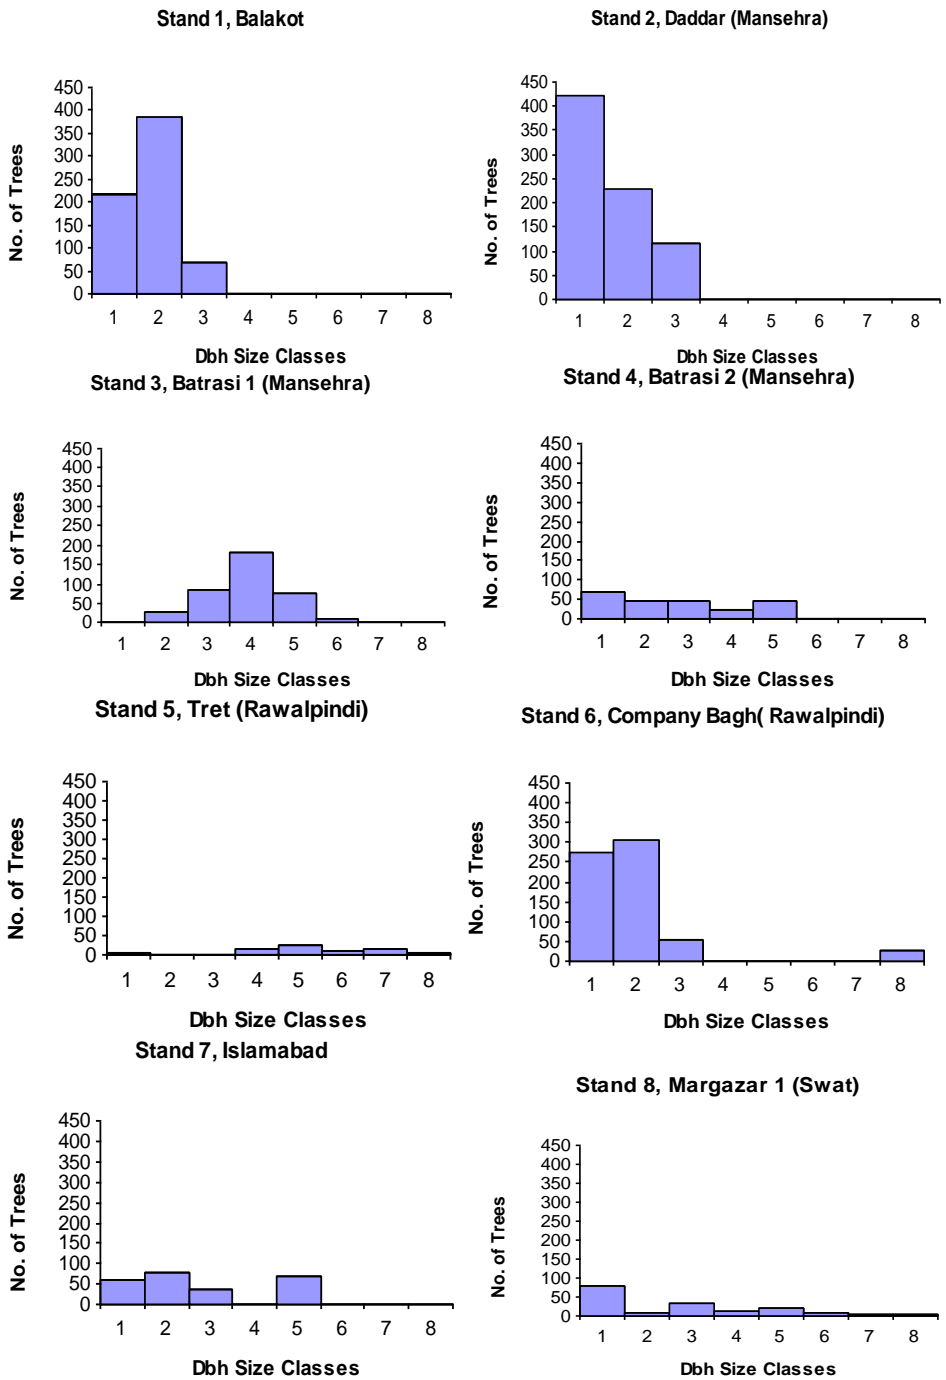 Stand 1, Balakot
No. of Trees
450
400
350
300
250
200
150
100
50
0
1 2 3 4 5 6 7 8
Dbh Size Classes
Stand 2, Daddar (Mansehra)
No. of Trees
450
400
350
300
250
200
150
100
50
0
1 2 3 4 5 6 7 8
Dbh Size Classes
Stand 3, Batrasi 1 (Mansehra)
No. of Trees
450
400
350
300
250
200
150
100
50
0
1 2 3 4 5 6 7 8
Dbh Size Classes
Stand 4, Batrasi 2 (Mansehra)
No. of Trees
450
400
350
300
250
200
150
100
50
0
1 2 3 4 5 6 7 8
Dbh Size Classes
Stand 5, Tret (Rawalpindi)
No. of Trees
450
400
350
300
250
200
150
100
50
0
1 2 3 4 5 6 7 8
Dbh Size Classes
Stand 6, Company Bagh( Rawalpindi)
No. of Trees
450
400
350
300
250
200
150
100
50
0
1 2 3 4 5 6 7 8
Dbh Size Classes
Stand 7, Islamabad
No. of Trees
450
400
350
300
250
200
150
100
50
0
1 2 3 4 5 6 7 8
Dbh Size Classes
Stand 8, Margazar 1 (Swat)
No. of Trees
450
400
350
300
250
200
150
100
50
0
1 2 3 4 5 6 7 8
Dbh Size Classes